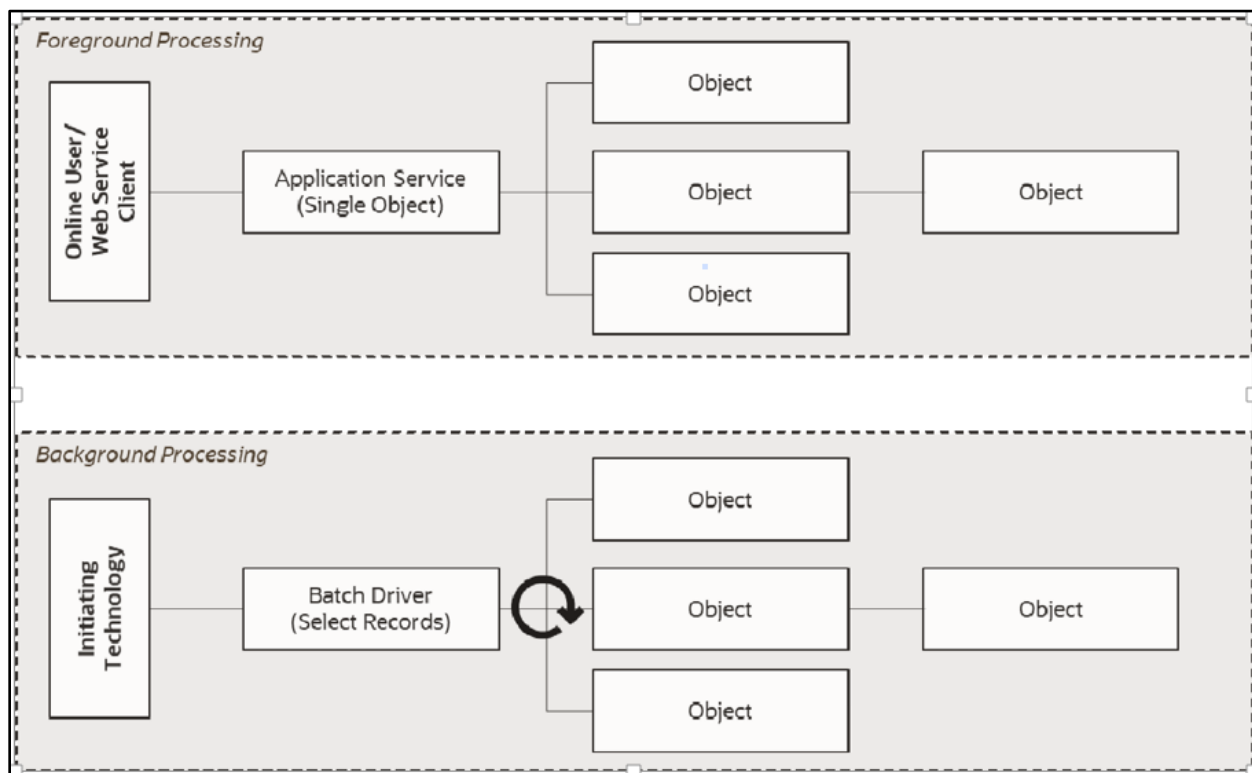 Foreground Processing
Online User/
Web Service
Client
Application Service
(Single Object)
Object
Object
Object
Object
Background Processing
Initiating
Technology
Batch Driver
(Select Records)
Object
Object
Object
Object